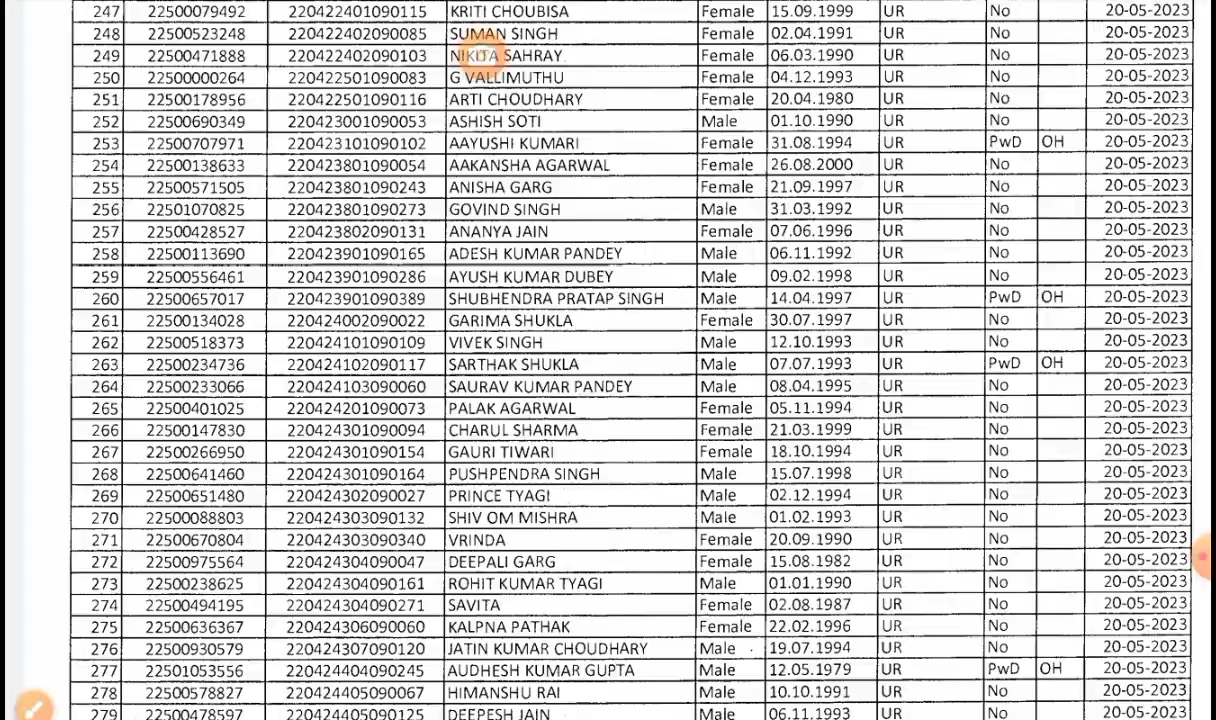 247 22500079492 220422401090115 KRITI CHOUBISA Female 15.09.1999 UR No 20-05-2023
248 22500523248 220422402090085 SUMAN SINGH Female 02.04.1991 UR No 20-05-2023
249 22500471888 220422402090103 NIKITA SAHRAY Female 06.03.1990 UR No 20-05-2023
250 22500000264 220422501090083 G VALLIMUTHU Female 04.12.1993 UR No 20-05-2023
251 22500178956 220422501090116 ARTI CHOUDHARY Female 20.04.1980 UR No 20-05-2023
252 22500690349 220423001090053 ASHISH SOTI Male 01.10.1990 UR No 20-05-2023
253 22500707971 220423101090102 AAYUSHI KUMARI Female 31.08.1994 UR PwD OH 20-05-2023
254 22500138633 220423801090054 AAKANSHA AGARWAL Female 26.08.2000 UR No 20-05-2023
255 22500571505 220423801090243 ANISHA GARG Female 21.09.1997 UR No 20-05-2023
256 22501070825 220423801090273 GOVIND SINGH Male 31.03.1992 UR No 20-05-2023
257 22500428527 220423802090131 ANANYA JAIN Female 07.06.1996 UR No 20-05-2023
258 22500113690 220423901090165 ADESH KUMAR PANDEY Male 06.11.1992 UR No 20-05-2023
259 22500556461 220423901090286 AYUSH KUMAR DUBEY Male 09.02.1998 UR No 20-05-2023
260 22500657017 220423901090389 SHUBHENDRA PRATAP SINGH Male 14.04.1997 UR PwD OH 20-05-2023
261 22500134028 220424002090022 GARIMA SHUKLA Female 30.07.1997 UR No 20-05-2023
262 22500518373 220424101090109 VIVEK SINGH Male 12.10.1993 UR No 20-05-2023
263 22500234736 220424102090117 SARTHAK SHUKLA Male 07.07.1993 UR PwD OH 20-05-2023
264 22500233066 220424103090060 SAURAV KUMAR PANDEY Male 08.04.1995 UR No 20-05-2023
265 22500401025 220424201090073 PALAK AGARWAL Female 05.11.1994 UR No 20-05-2023
266 22500147830 220424301090094 CHARUL SHARMA Female 21.03.1999 UR No 20-05-2023
267 22500266950 220424301090154 GAURI TIWARI Female 18.10.1994 UR No 20-05-2023
268 22500641460 220424301090164 PUSHPENDRA SINGH Male 15.07.1998 UR No 20-05-2023
269 22500651480 220424302090027 PRINCE TYAGI Male 02.12.1994 UR No 20-05-2023
270 22500088803 220424303090132 SHIV OM MISHRA Male 01.02.1993 UR No 20-05-2023
271 22500670804 220424303090340 VRINDA Female 20.09.1990 UR No 20-05-2023
272 22500975564 220424304090047 DEEPALI GARG Female 15.08.1982 UR No 20-05-2023
273 22500238625 220424304090161 ROHIT KUMAR TYAGI Male 01.01.1990 UR No 20-05-2023
274 22500494195 220424304090271 SAVITA Female 02.08.1987 UR No 20-05-2023
275 22500636367 220424306090060 KALPNA PATHAK Female 22.02.1996 UR No 20-05-2023
276 22500930579 220424307090120 JATIN KUMAR CHOUDHARY Male 19.07.1994 UR No 20-05-2023
277 22501053556 220424404090245 AUDHESH KUMAR GUPTA Male 12.05.1979 UR PwD OH 20-05-2023
278 22500578827 220424405090067 HIMANSHU RAI Male 10.10.1991 UR No 20-05-2023
279 22500478597 220424405090125 DEEPESH JAIN Male 06.11.1993 UR No 20-05-2023